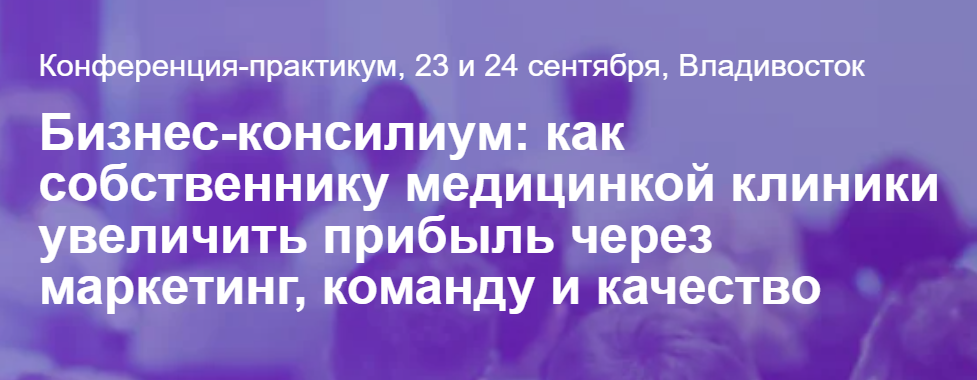 Конференция-практикум, 23 и 24 сентября, Владивосток
Бизнес-консилиум: как
собственнику медицинкой клиники
увеличить прибыль через
маркетинг, команду и качество